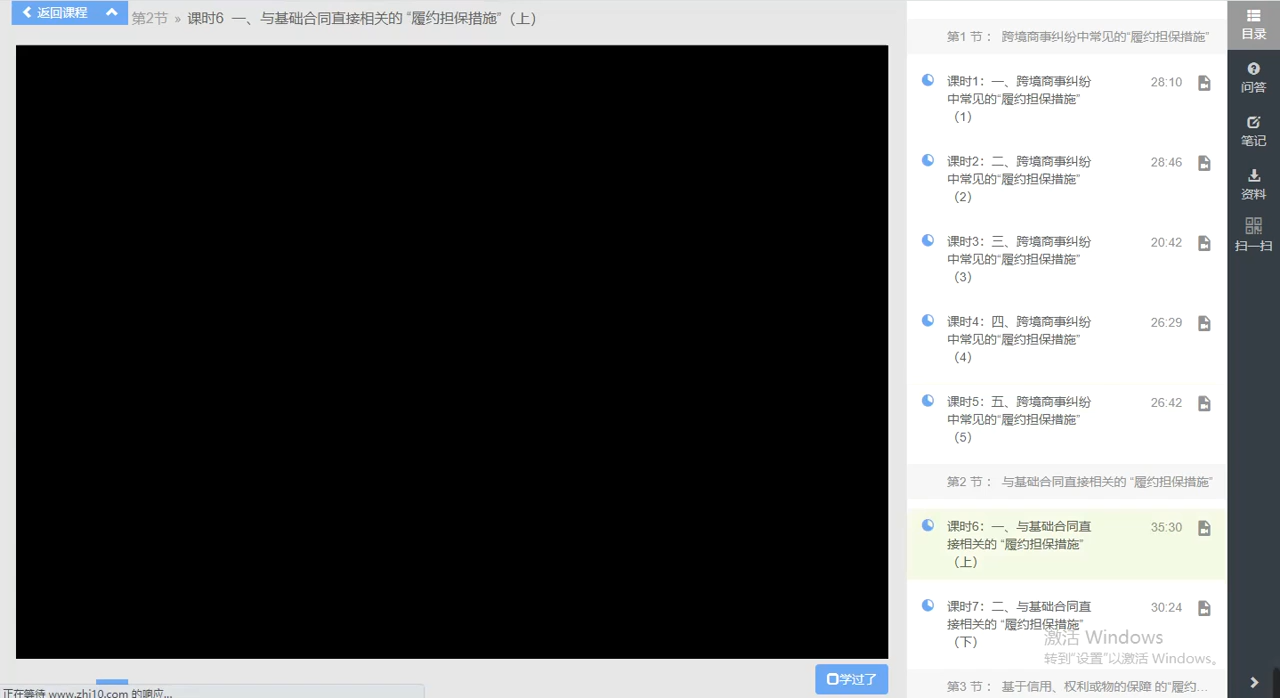 返回课程
第2节 » 课时6 一、与基础合同直接相关的 “履约担保措施”（上）
第1 节： 跨境商事纠纷中常见的“履约担保措施”
课时1：一、跨境商事纠纷
中常见的“履约担保措施”
（1）
28:10
课时2：二、跨境商事纠纷
中常见的“履约担保措施”
（2）
28:46
课时3：三、跨境商事纠纷
中常见的“履约担保措施”
（3）
20:42
课时4：四、跨境商事纠纷
中常见的“履约担保措施”
（4）
26:29
课时5：五、跨境商事纠纷
中常见的“履约担保措施”
（5）
26:42
第2 节： 与基础合同直接相关的 “履约担保措施”
课时6：一、与基础合同直
接相关的 “履约担保措施”
（上）
35:30
课时7：二、与基础合同直
接相关的 “履约担保措施”
（下）
30:24
第3 节： 基于信用、权利或物的保障 的“履约...
目录
问答
笔记
资料
扫一扫
激活 Windows
转到“设置”以激活 Windows。
学过了
正在等待 www.zhi10.com 的响应...